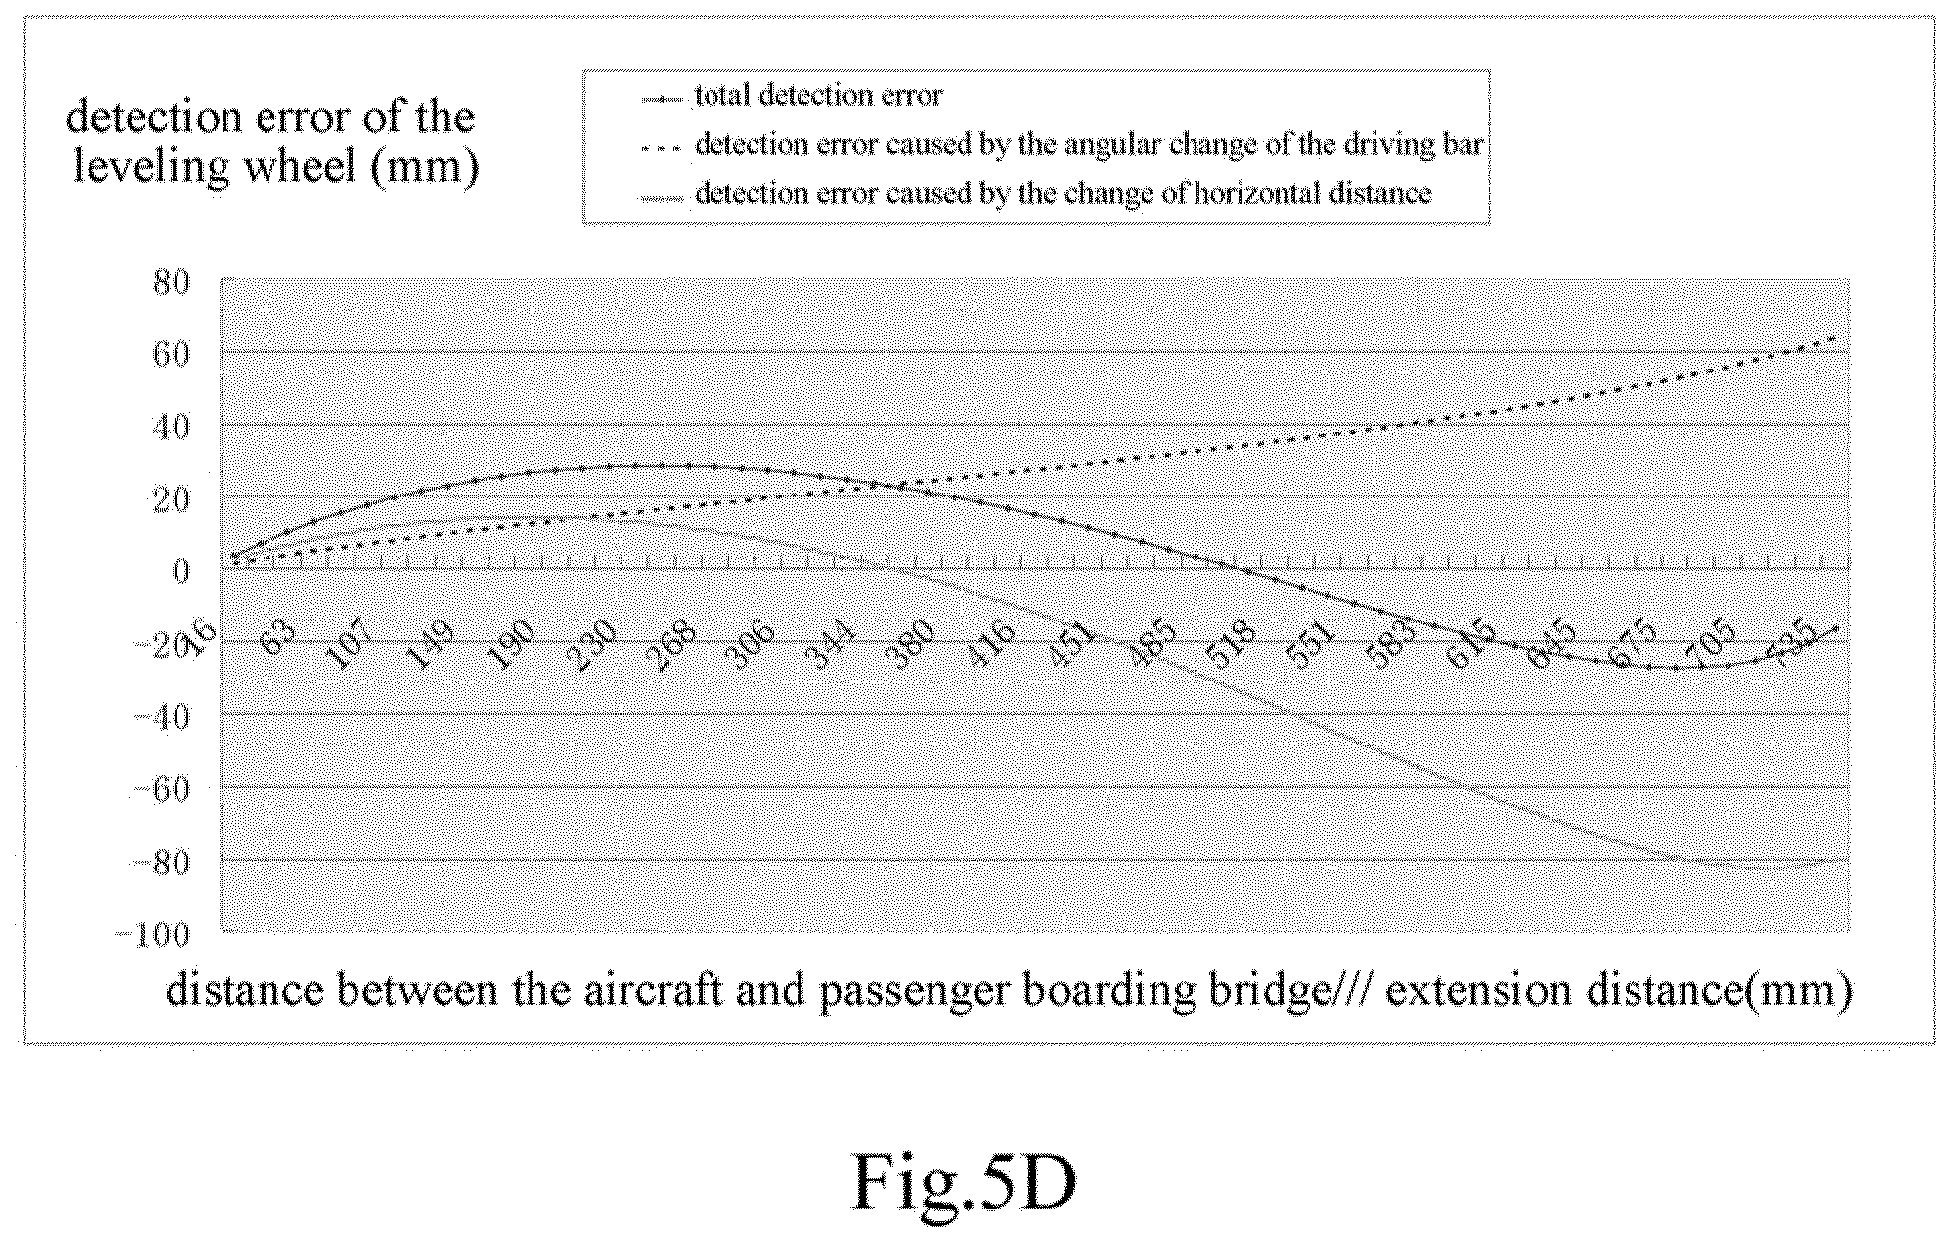 detection error of the
leveling wheel (mm)
total detection error
detection error caused by the angular change of the driving bar
detection error caused by the change of horizontal distance
80
60
40
20
0
-20
-40
-60
-80
-100
16 63 107 149 190 230 268 306 344 380 416 451 485 518 551 583 615 645 675 705 735
distance between the aircraft and passenger boarding bridge/// extension distance(mm)
Fig.5D